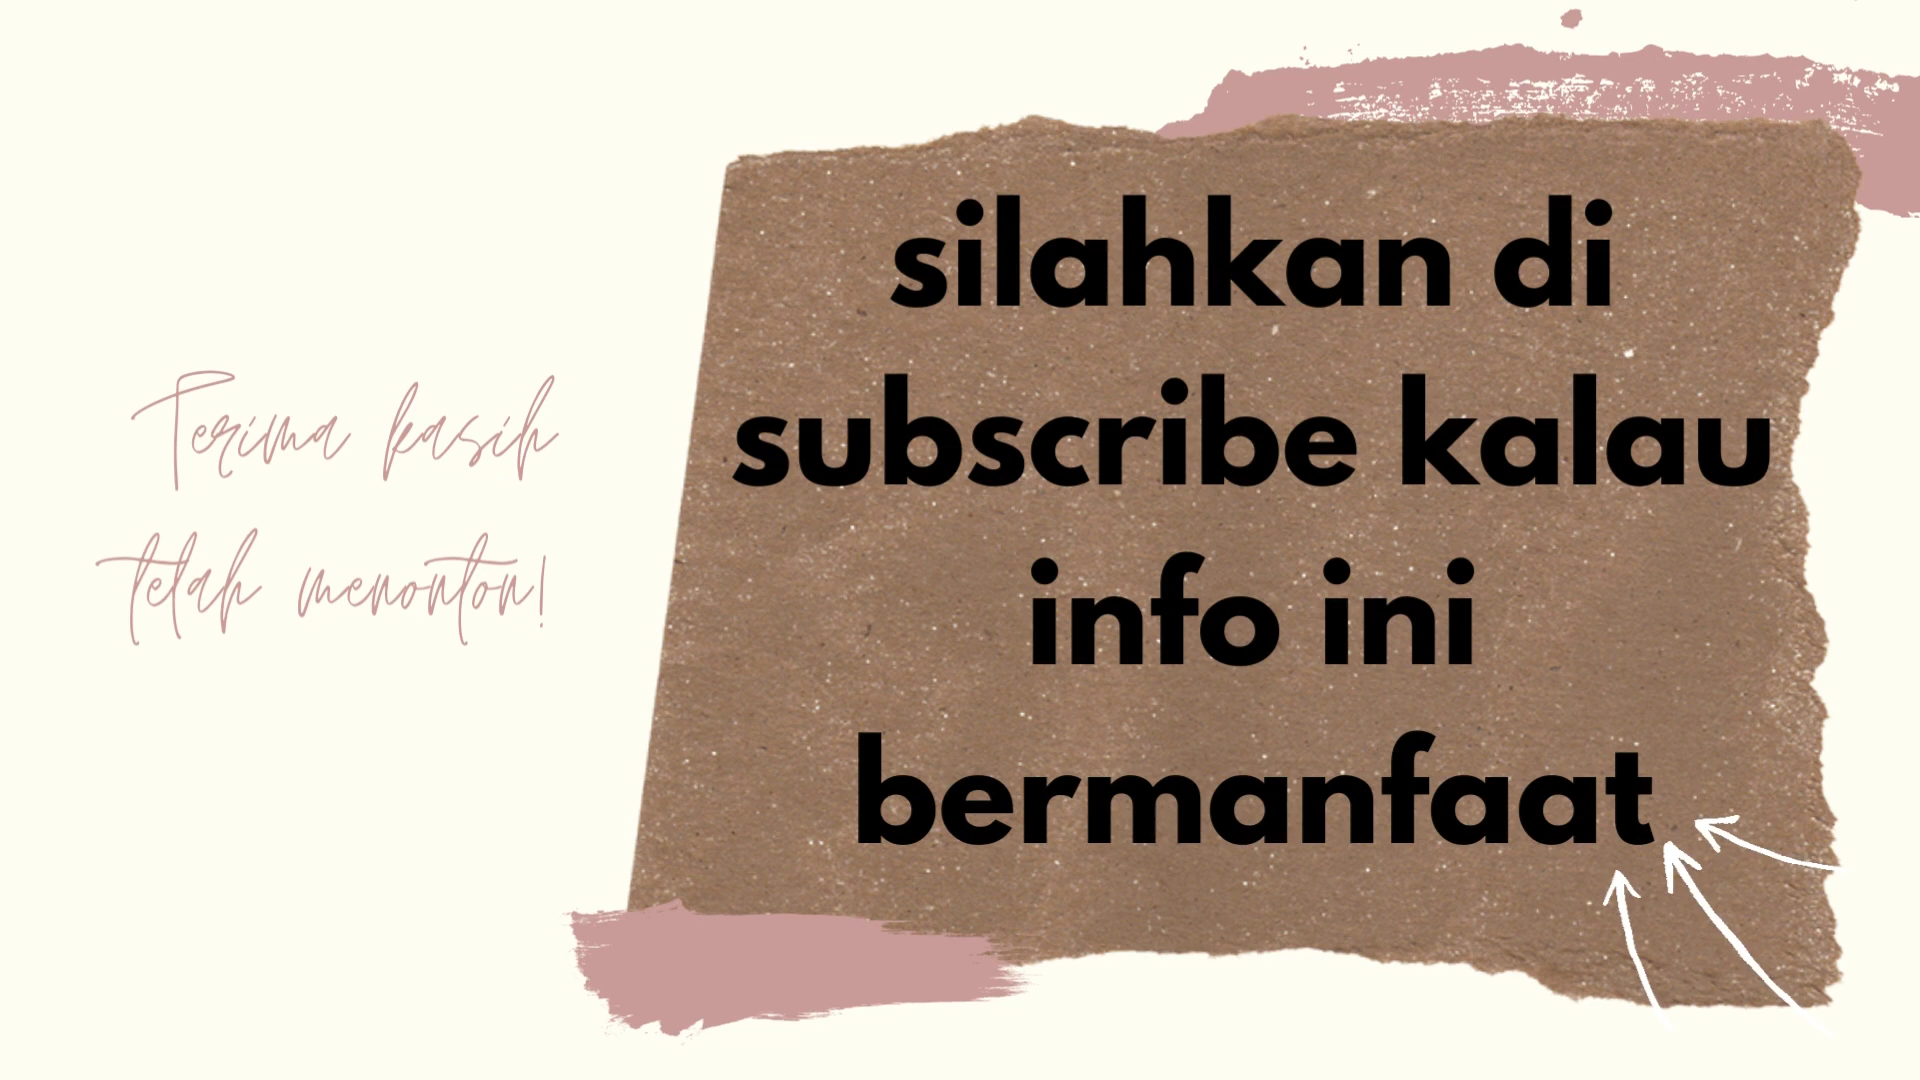 Terima kasih
telah menonton!
silahkan di
subscribe kalau
info ini
bermanfaat